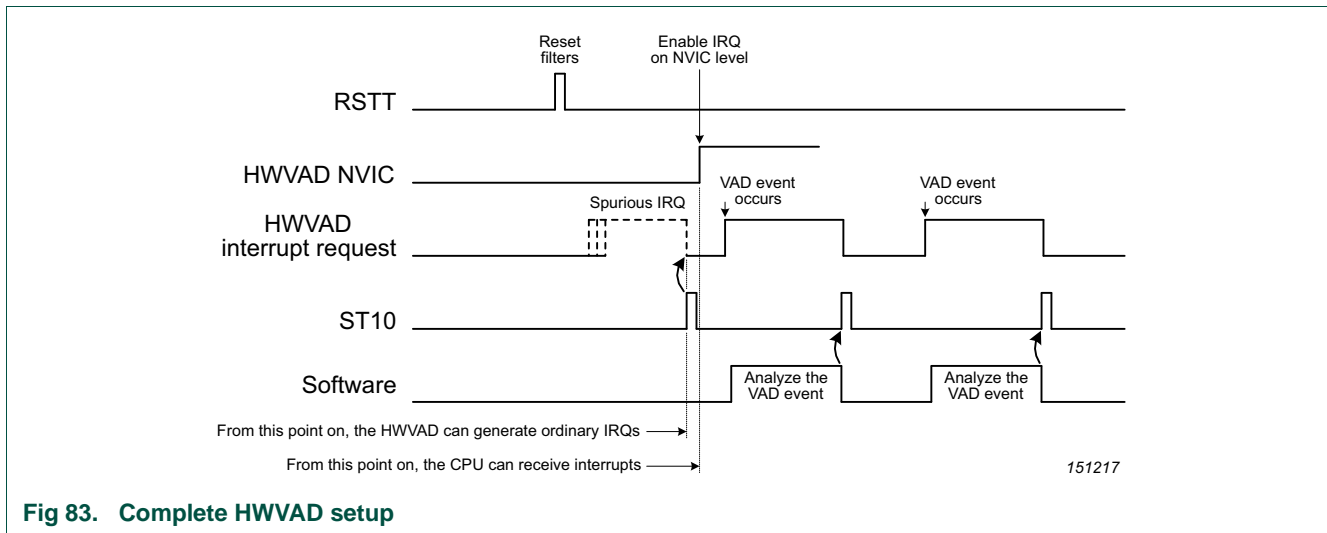 Reset
filters
Enable IRQ
on NVIC level
RSTT
HWVAD NVIC
VAD event
occurs
VAD event
occurs
Spurious IRQ
HWVAD
interrupt request
ST10
Software
Analyze the
VAD event
Analyze the
VAD event
From this point on, the HWVAD can generate ordinary IRQs
From this point on, the CPU can receive interrupts
151217
Fig 83. Complete HWVAD setup